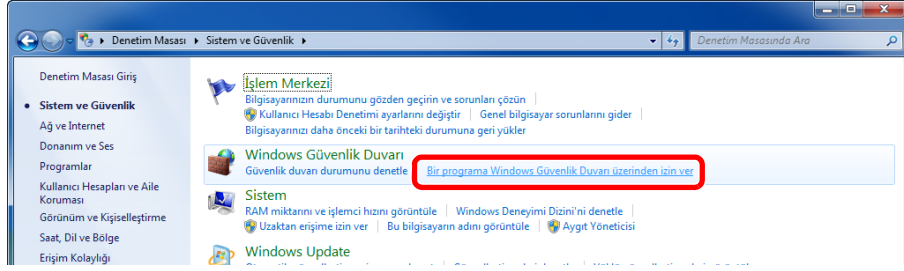 Denetim Masası ▸ Sistem ve Güvenlik ▸
Denetim Masasında Ara
Denetim Masası Giriş
Sistem ve Güvenlik
Ağ ve Internet
Donanım ve Ses
Programlar
Kullanıcı Hesapları ve Aile
Koruması
Görünüm ve Kişiselleştirme
Saat, Dil ve Bölge
Erişim Kolaylığı
İşlem Merkezi
Bilgisayarınızın durumunu gözden geçirin ve sorunları çözün
Kullanıcı Hesabı Denetimi ayarlarını değiştir | Genel bilgisayar sorunlarını gider
Bilgisayarınızı daha önceki bir tarihteki durumuna geri yükler
Windows Güvenlik Duvarı
Güvenlik duvarı durumunu denetle | Bir programa Windows Güvenlik Duvarı üzerinden izin ver
Sistem
RAM miktarını ve işlemci hızını görüntüle | Windows Deneyimi Dizini'ni denetle
Uzaktan erişime izin ver | Bu bilgisayarın adını görüntüle | Aygıt Yöneticisi
Windows Update